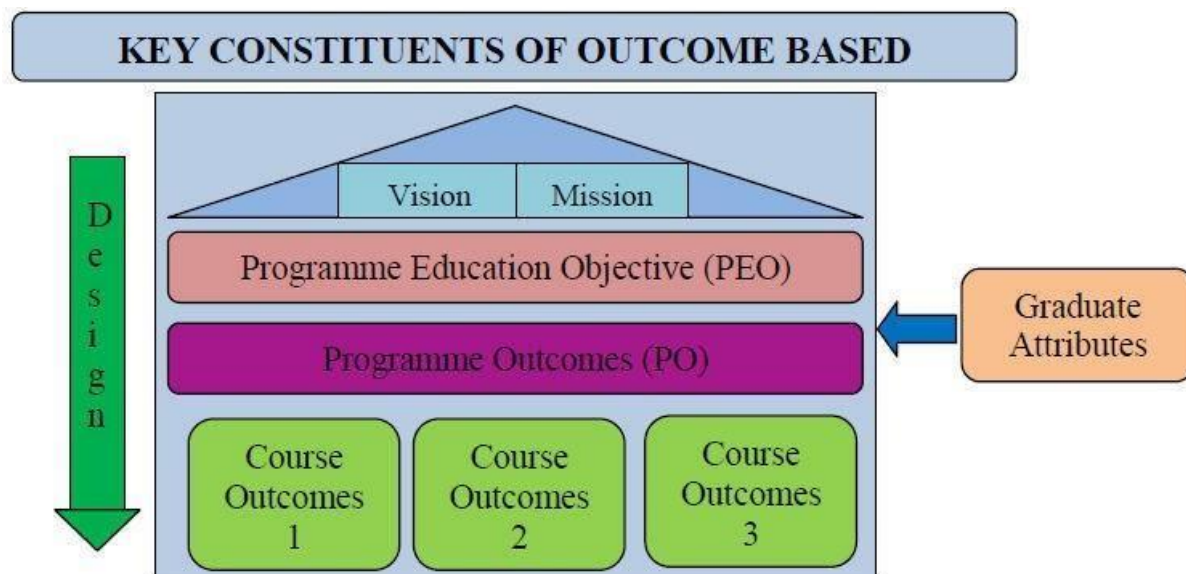 KEY CONSTITUENTS OF OUTCOME BASED
Design
Vision
Mission
Programme Education Objective (PEO)
Programme Outcomes (PO)
Graduate
Attributes
Course
Outcomes
1
Course
Outcomes
2
Course
Outcomes
3